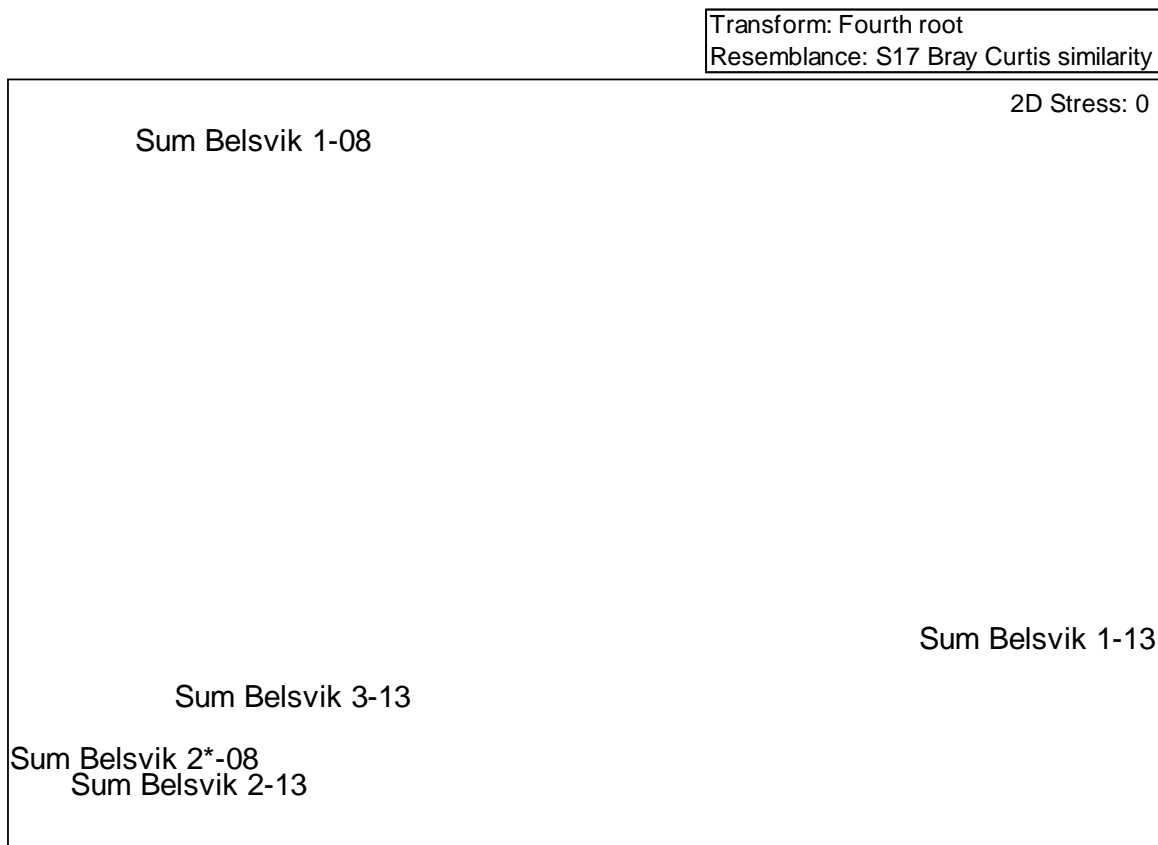 Transform: Fourth root
Resemblance: S17 Bray Curtis similarity
2D Stress: 0
Sum Belsvik 1-08
Sum Belsvik 1-13
Sum Belsvik 3-13
Sum Belsvik 2*-08
Sum Belsvik 2-13